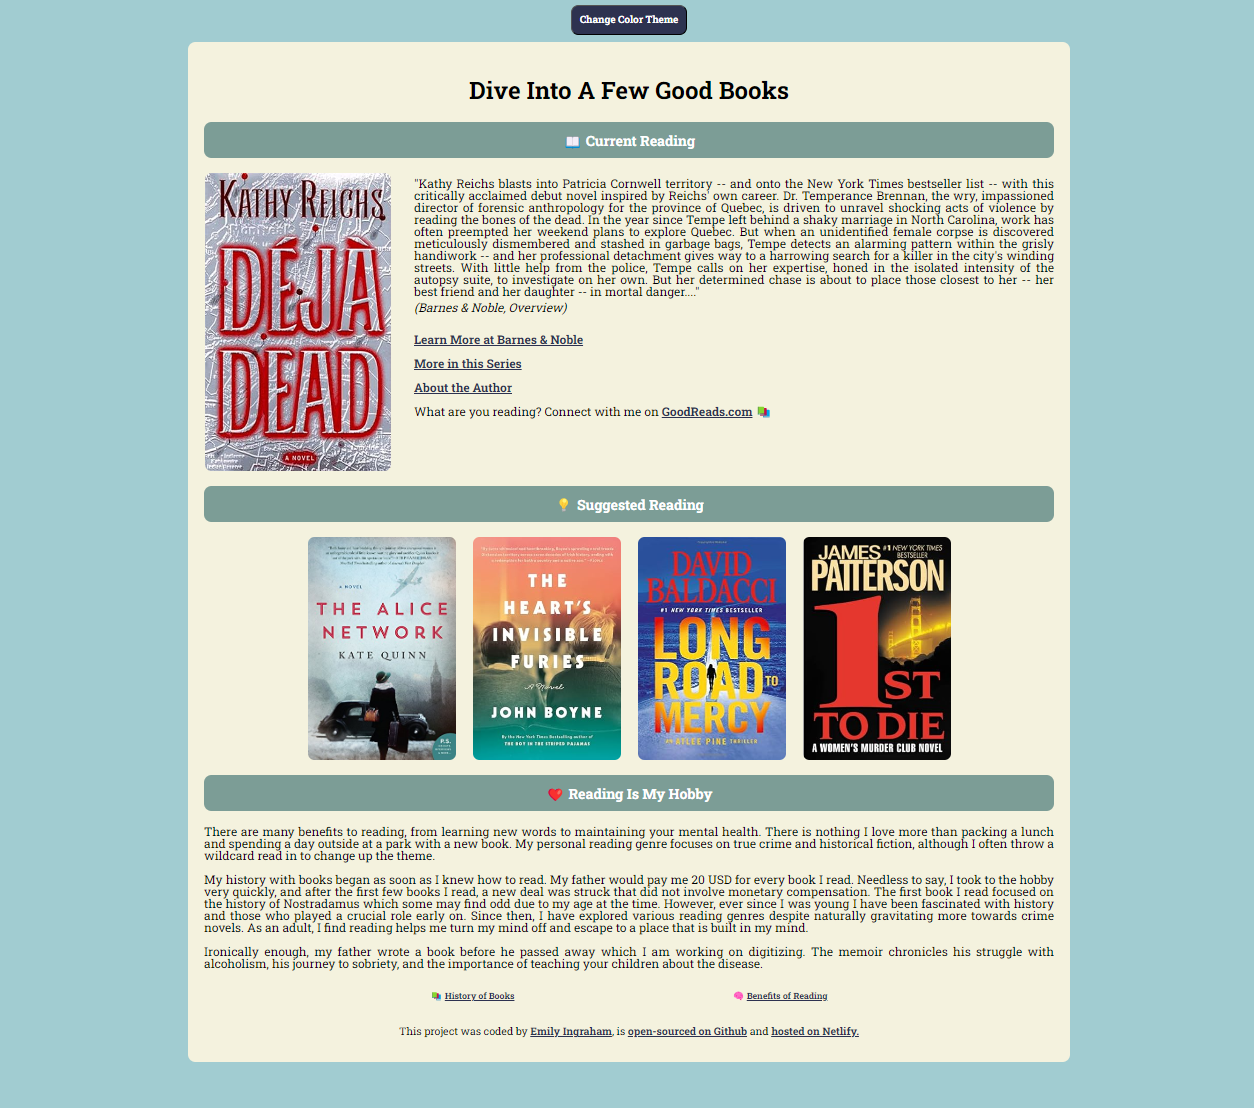 Change Color Theme
Dive Into A Few Good Books
📖 Current Reading
KATHY REICHS
DÉJÀ
DEAD
A NOVEL
"Kathy Reichs blasts into Patricia Cornwell territory -- and onto the New York Times bestseller list -- with this
critically acclaimed debut novel inspired by Reichs' own career. Dr. Temperance Brennan, the wry, impassioned
director of forensic anthropology for the province of Quebec, is driven to unravel shocking acts of violence by
reading the bones of the dead. In the year since Tempe left behind a shaky marriage in North Carolina, work has
often preempted her weekend plans to explore Quebec. But when an unidentified female corpse is discovered
meticulously dismembered and stashed in garbage bags, Tempe detects an alarming pattern within the grisly
handiwork -- and her professional detachment gives way to a harrowing search for a killer in the city's winding
streets. With little help from the police, Tempe calls on her expertise, honed in the isolated intensity of the
autopsy suite, to investigate on her own. But her determined chase is about to place those closest to her -- her
best friend and her daughter -- in mortal danger...."
(Barnes & Noble, Overview)
Learn More at Barnes & Noble
More in this Series
About the Author
What are you reading? Connect with me on GoodReads.com 📚
💡 Suggested Reading
A NOVEL
THE ALICE
NETWORK
KATE QUINN
P.S.
THE
HEART'S
INVISIBLE
FURIES
A Novel
JOHN BOYNE
By the New York Times Bestselling author of
THE BOY IN THE STRIPED PAJAMAS
DAVID
BALDACCI
#1 NEW YORK TIMES BESTSELLER
LONG
ROAD TO
MERCY
AN ATLEE PINE THRILLER
JAMES #1 NEW YORK TIMES BESTSELLER
PATTERSON
1ST
TO DIE
A WOMEN'S MURDER CLUB NOVEL
❤️ Reading Is My Hobby
There are many benefits to reading, from learning new words to maintaining your mental health. There is nothing I love more than packing a lunch
and spending a day outside at a park with a new book. My personal reading genre focuses on true crime and historical fiction, although I often throw a
wildcard read in to change up the theme.
My history with books began as soon as I knew how to read. My father would pay me 20 USD for every book I read. Needless to say, I took to the hobby
very quickly, and after the first few books I read, a new deal was struck that did not involve monetary compensation. The first book I read focused on
the history of Nostradamus which some may find odd due to my age at the time. However, ever since I was young I have been fascinated with history
and those who played a crucial role early on. Since then, I have explored various reading genres despite naturally gravitating more towards crime
novels. As an adult, I find reading helps me turn my mind off and escape to a place that is built in my mind.
Ironically enough, my father wrote a book before he passed away which I am working on digitizing. The memoir chronicles his struggle with
alcoholism, his journey to sobriety, and the importance of teaching your children about the disease.
📚 History of Books
🧠 Benefits of Reading
This project was coded by Emily Ingraham, is open-sourced on Github and hosted on Netlify.